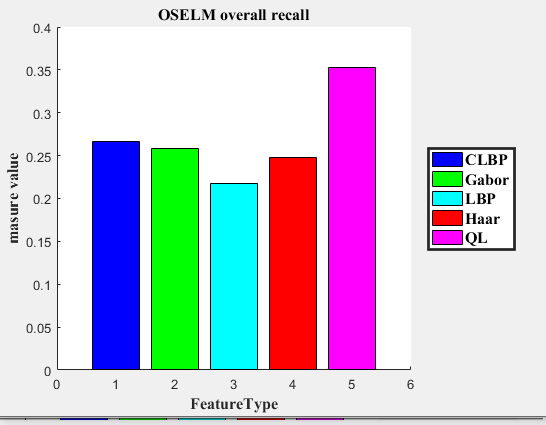 OSELM overall recall
0.4
0.35
0.3
0.25
0.2
0.15
0.1
0.05
0
masure value
0 1 2 3 4 5 6
FeatureType
CLBP
Gabor
LBP
Haar
QL